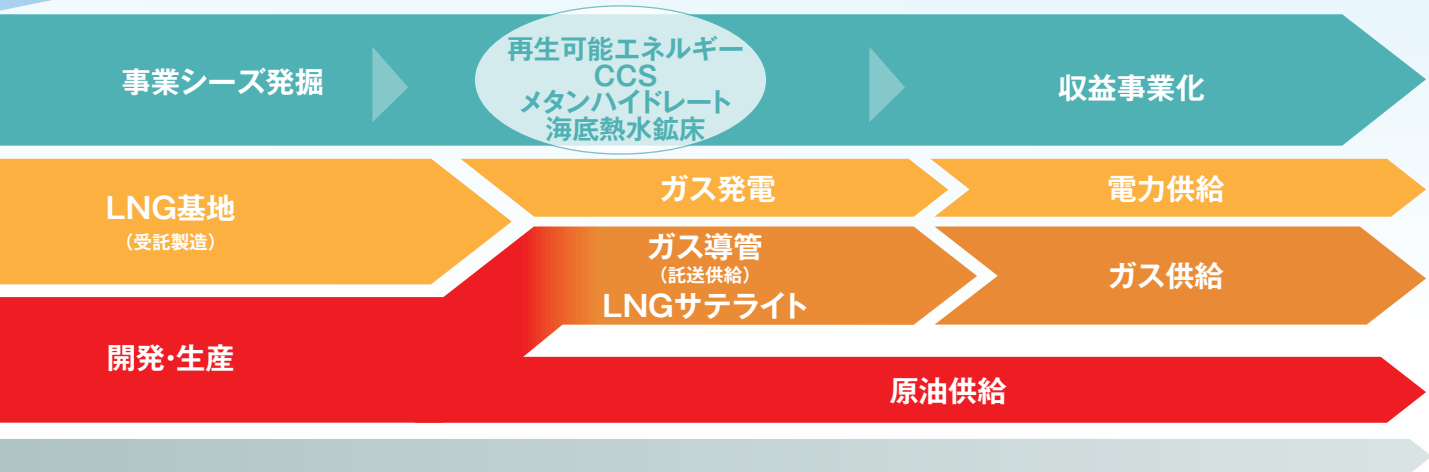 事業シーズ発掘
再生可能エネルギー
CCS
メタンハイドレート
海底熱水鉱床
収益事業化
LNG基地
（受託製造）
ガス発電
電力供給
ガス導管
（託送供給）
LNGサテライト
ガス供給
開発・生産
原油供給